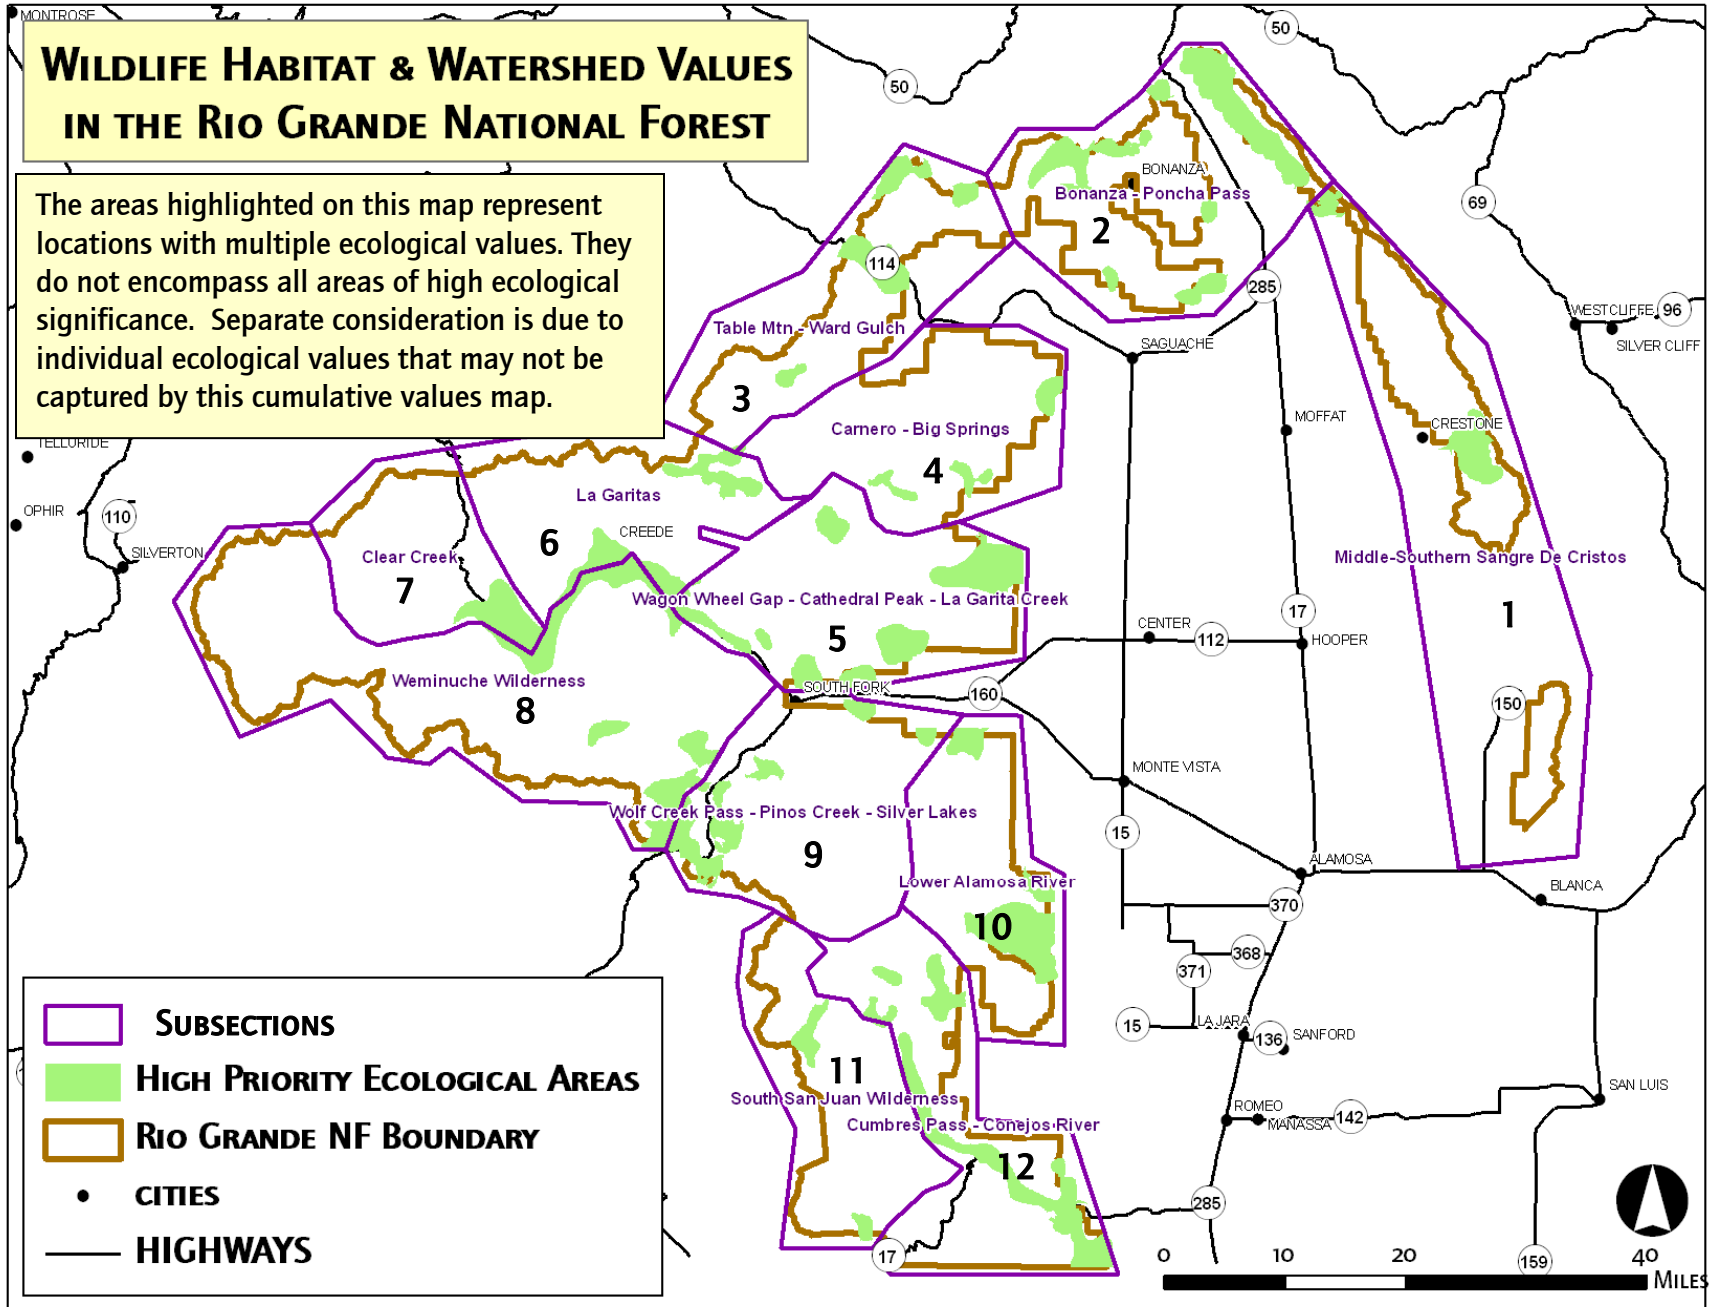 MONTROSE
WILDLIFE HABITAT & WATERSHED VALUES
IN THE RIO GRANDE NATIONAL FOREST
The areas highlighted on this map represent
locations with multiple ecological values. They
do not encompass all areas of high ecological
significance.  Separate consideration is due to
individual ecological values that may not be
captured by this cumulative values map.
50
50
69
BONANZA
Bonanza - Poncha Pass
2
114
285
WESTCLIFFE
96
SILVER CLIFF
Table Mtn - Ward Gulch
SAGUACHE
3
MOFFAT
CRESTONE
Carnero - Big Springs
4
TELLURIDE
La Garitas
OPHIR
110
SILVERTON
6
CREEDE
Clear Creek
7
Middle-Southern Sangre De Cristos
1
Wagon Wheel Gap - Cathedral Peak - La Garita Creek
5
17
CENTER
112
HOOPER
Weminuche Wilderness
8
SOUTH FORK
160
150
MONTE VISTA
Wolf Creek Pass - Pinos Creek - Silver Lakes
9
15
ALAMOSA
BLANCA
Lower Alamosa River
10
370
368
371
15
LA JARA
136
SANFORD
11
South San Juan Wilderness
Cumbres Pass - Conejos River
12
ROMEO
MANASSA
142
SAN LUIS
285
17
159
SUBSECTIONS
HIGH PRIORITY ECOLOGICAL AREAS
RIO GRANDE NF BOUNDARY
CITIES
HIGHWAYS
0 10 20 40
MILES